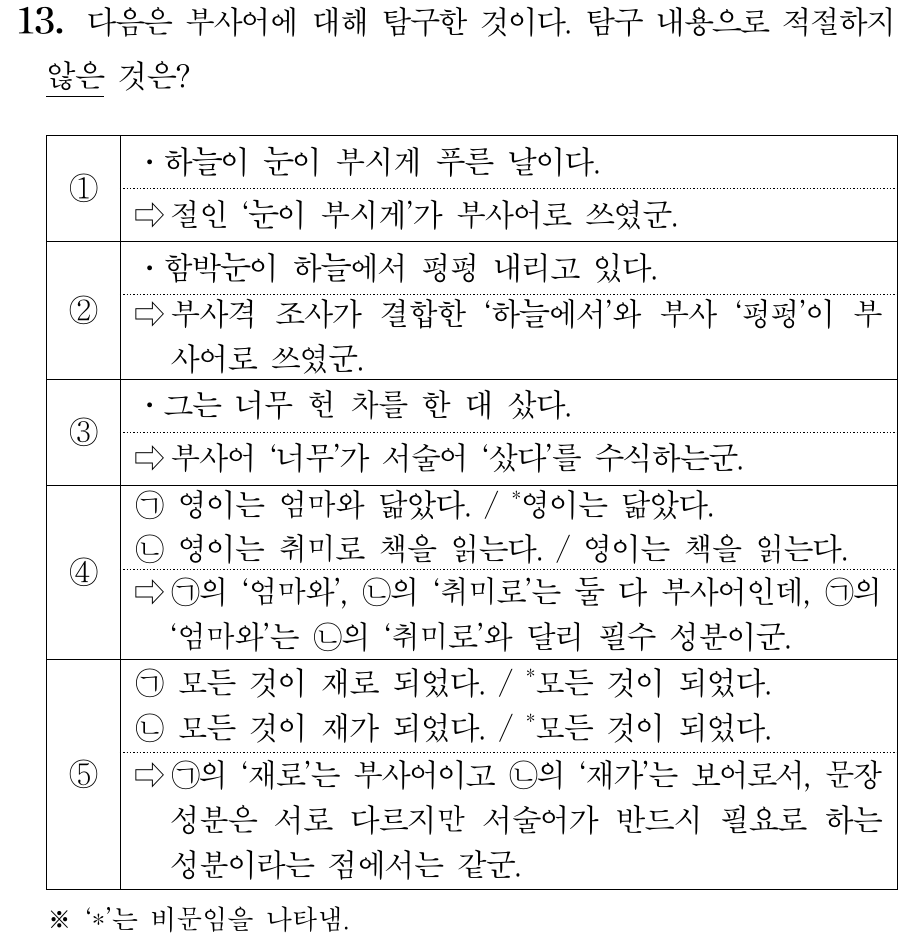 13. 다음은 부사어에 대해 탐구한 것이다. 탐구 내용으로 적절하지
않은 것은?
①
・하늘이 눈이 부시게 푸른 날이다.
⇨ 절인 ‘눈이 부시게’가 부사어로 쓰였군.
②
・함박눈이 하늘에서 펑펑 내리고 있다.
⇨ 부사격 조사가 결합한 ‘하늘에서’와 부사 ‘펑펑’이 부
사어로 쓰였군.
③
・그는 너무 헌 차를 한 대 샀다.
⇨ 부사어 ‘너무’가 서술어 ‘샀다’를 수식하는군.
④
㉠ 영이는 엄마와 닮았다. / *영이는 닮았다.
㉡ 영이는 취미로 책을 읽는다. / 영이는 책을 읽는다.
⇨ ㉠의 ‘엄마와’, ㉡의 ‘취미로’는 둘 다 부사어인데, ㉠의
‘엄마와’는 ㉡의 ‘취미로’와 달리 필수 성분이군.
⑤
㉠ 모든 것이 재로 되었다. / *모든 것이 되었다.
㉡ 모든 것이 재가 되었다. / *모든 것이 되었다.
⇨ ㉠의 ‘재로’는 부사어이고 ㉡의 ‘재가’는 보어로서, 문장
성분은 서로 다르지만 서술어가 반드시 필요로 하는
성분이라는 점에서는 같군.
※ ‘*’는 비문임을 나타냄.